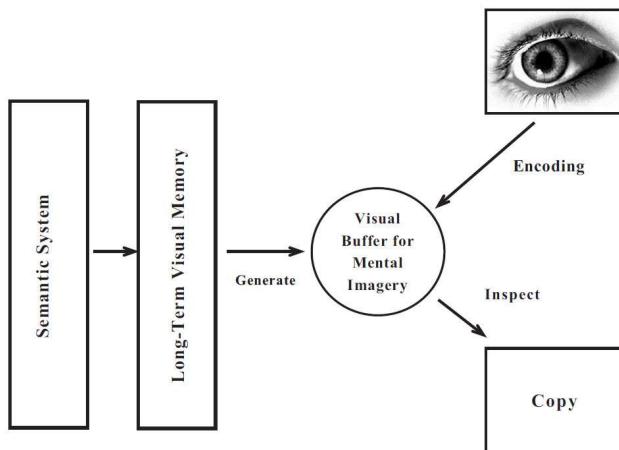 Semantic System
Long-Term Visual Memory
Generate
Visual
Buffer for
Mental
Imagery
Encoding
Inspect
Copy